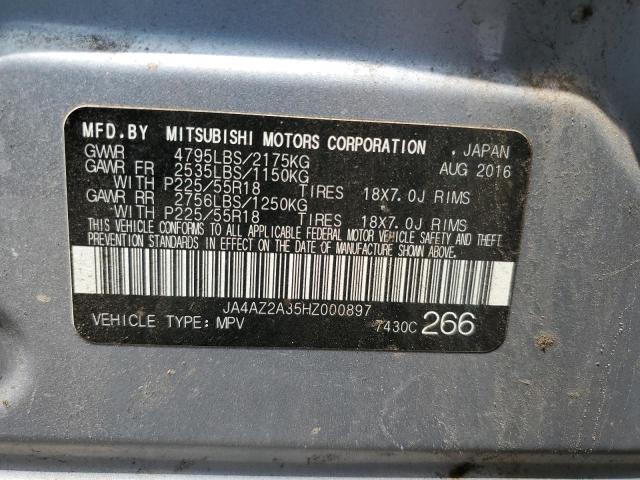 MFD.BY MITSUBISHI MOTORS CORPORATION . JAPAN
GVWR 4795LBS/2175KG AUG 2016
GAWR FR 2535LBS/1150KG
WITH P225/55R18 TIRES 18X7.0J RIMS
GAWR RR 2756LBS/1250KG
WITH P225/55R18 TIRES 18X7.0J RIMS
THIS VEHICLE CONFORMS TO ALL APPLICABLE FEDERAL MOTOR VEHICLE SAFETY AND THEFT
PREVENTION STANDARDS IN EFFECT ON THE DATE OF MANUFACTURE SHOWN ABOVE.
JA4AZ2A35HZ000897
VEHICLE TYPE: MPV 7430C 266